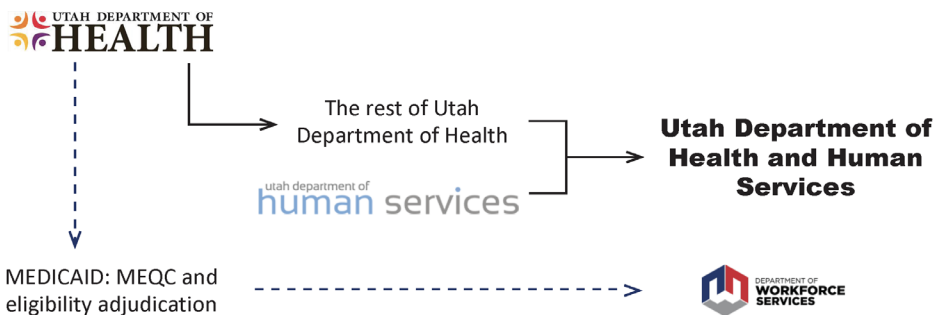 UTAH DEPARTMENT OF
HEALTH
The rest of Utah
Department of Health
utah department of
human services
Utah Department of
Health and Human
Services
MEDICAID: MEQC and
eligibility adjudication
DEPARTMENT OF
WORKFORCE
SERVICES